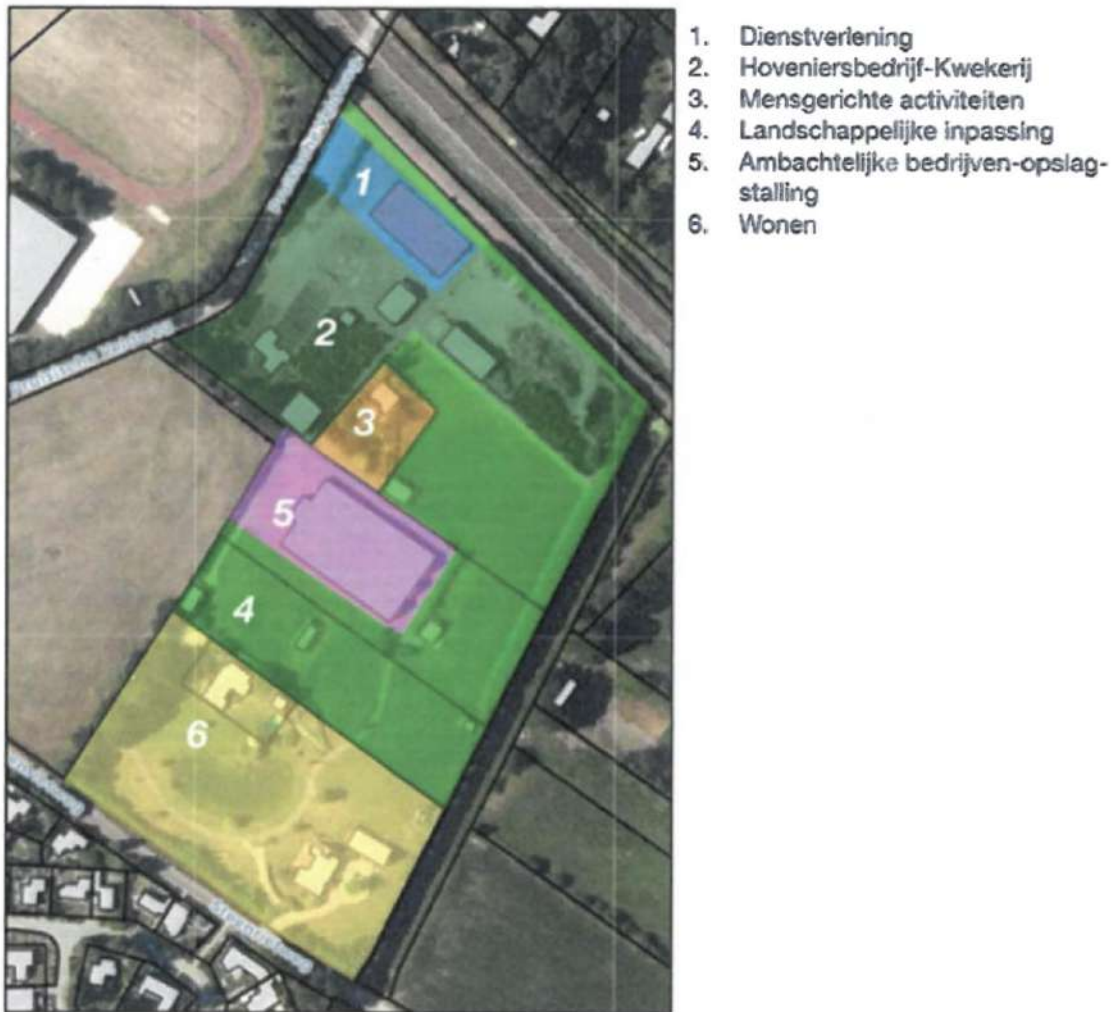 1. Dienstverlening
2. Hoveniersbedrijf-Kwekerij
3. Mensgerichte activiteiten
4. Landschappelijke inpassing
5. Ambachtelijke bedrijven-opslag-
stalling
6. Wonen
1
2
3
5
4
6